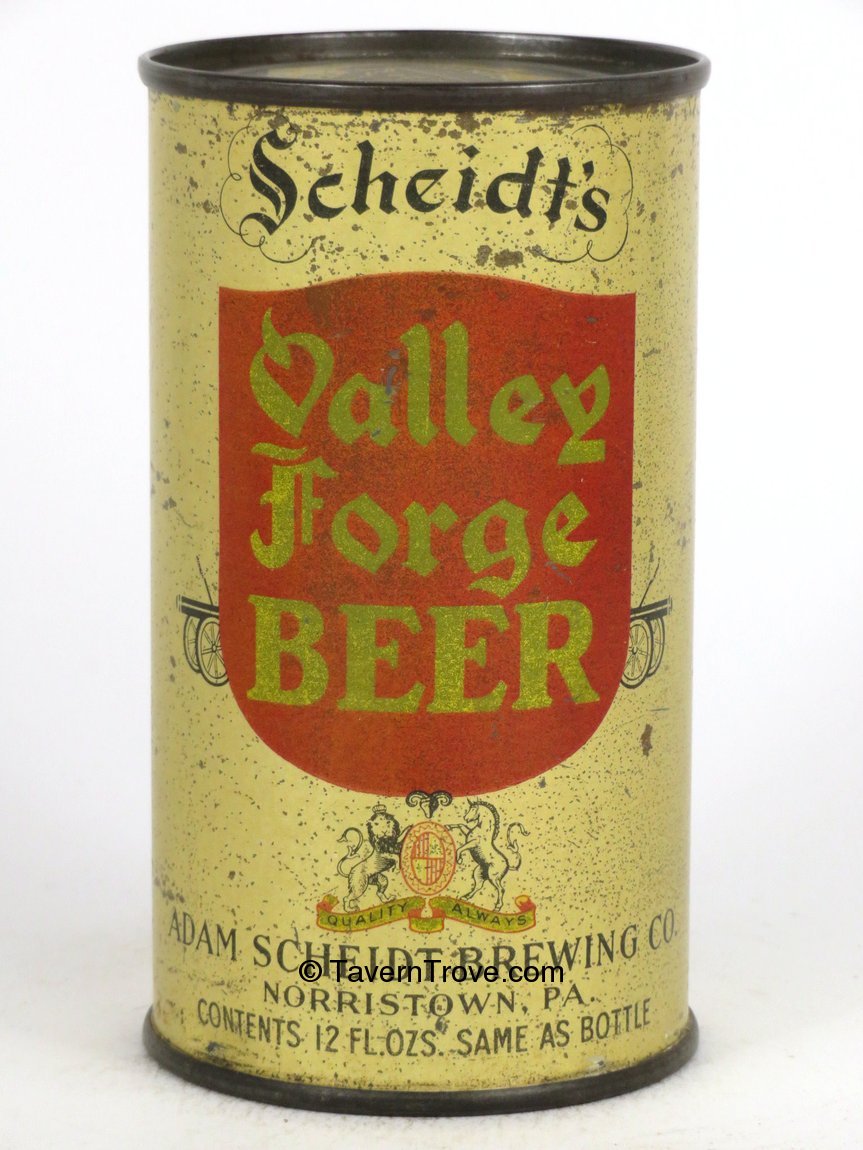 Scheidt's
Valley
Forge
BEER
QUALITY ALWAYS
ADAM SCHEIDT BREWING CO.
© TavernTrove.com
NORRISTOWN, PA.
CONTENTS 12 FL.OZS. SAME AS BOTTLE